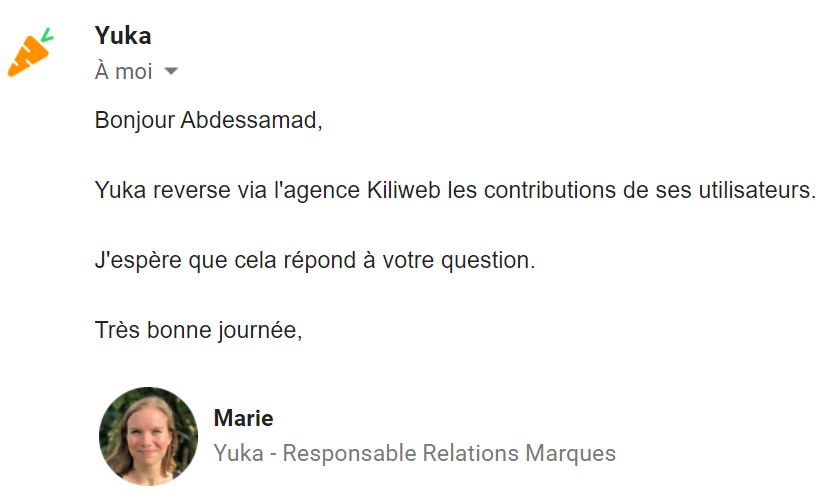 Yuka
À moi
Bonjour Abdessamad,
Yuka reverse via l'agence Kiliweb les contributions de ses utilisateurs.
J'espère que cela répond à votre question.
Très bonne journée,
Marie
Yuka - Responsable Relations Marques